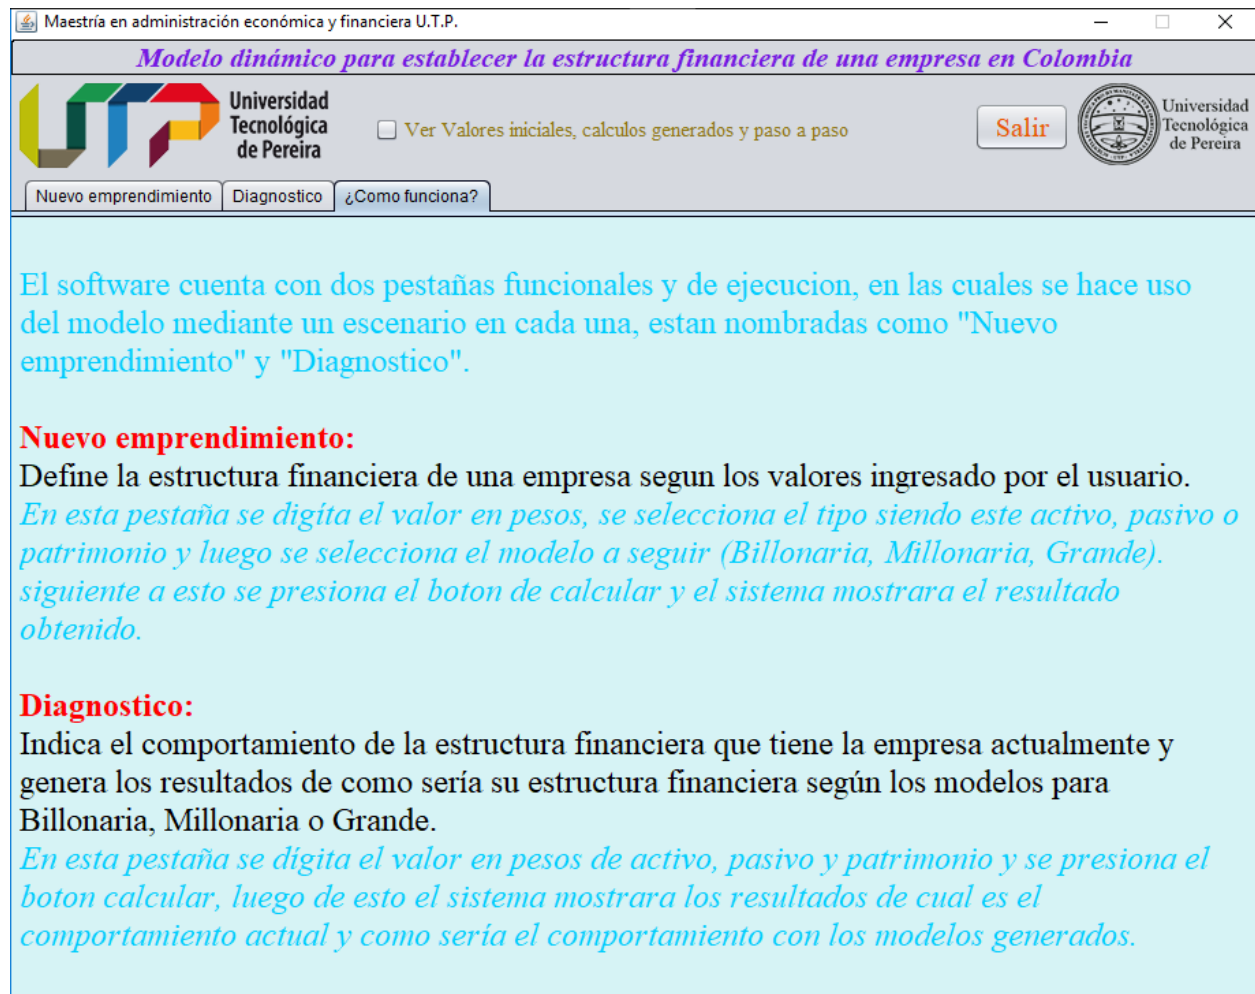 Maestría en administración económica y financiera U.T.P.
Modelo dinámico para establecer la estructura financiera de una empresa en Colombia
UTP
Universidad
Tecnológica
de Pereira
Ver Valores iniciales, calculos generados y paso a paso
Salir
Universidad
Tecnológica
de Pereira
Nuevo emprendimiento
Diagnostico
¿Como funciona?
El software cuenta con dos pestañas funcionales y de ejecucion, en las cuales se hace uso
del modelo mediante un escenario en cada una, estan nombradas como "Nuevo
emprendimiento" y "Diagnostico".
Nuevo emprendimiento:
Define la estructura financiera de una empresa segun los valores ingresado por el usuario.
En esta pestaña se digíta el valor en pesos, se selecciona el tipo siendo este activo, pasivo o
patrimonio y luego se selecciona el modelo a seguir (Billonaria, Millonaria, Grande).
siguiente a esto se presiona el boton de calcular y el sistema mostrara el resultado
obtenido.
Diagnostico:
Indica el comportamiento de la estructura financiera que tiene la empresa actualmente y
genera los resultados de como sería su estructura financiera según los modelos para
Billonaria, Millonaria o Grande.
En esta pestaña se dígita el valor en pesos de activo, pasivo y patrimonio y se presiona el
boton calcular, luego de esto el sistema mostrara los resultados de cual es el
comportamiento actual y como sería el comportamiento con los modelos generados.